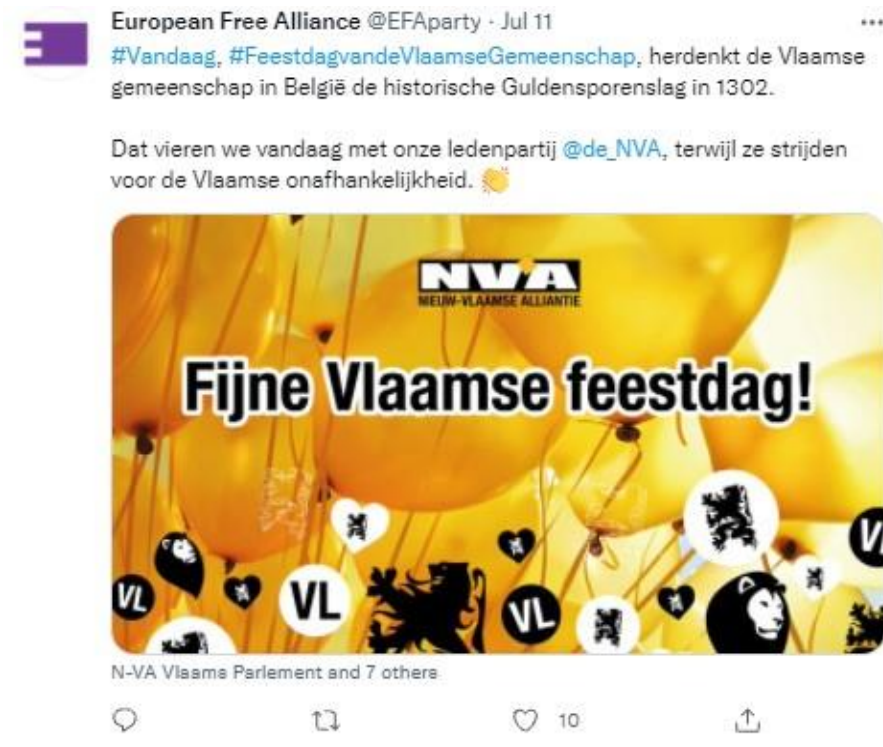 European Free Alliance @EFAparty · Jul 11
#Vandaag, #FeestdagvandeVlaamseGemeenschap, herdenkt de Vlaamse
gemeenschap in België de historische Guldensporenslag in 1302.
Dat vieren we vandaag met onze ledenpartij @de_NVA, terwijl ze strijden
voor de Vlaamse onafhankelijkheid. 👏
N-VA
NIEUW-VLAAMSE ALLIANTIE
Fijne Vlaamse feestdag!
VL
VL
VL
N-VA Vlaams Parlement and 7 others
10